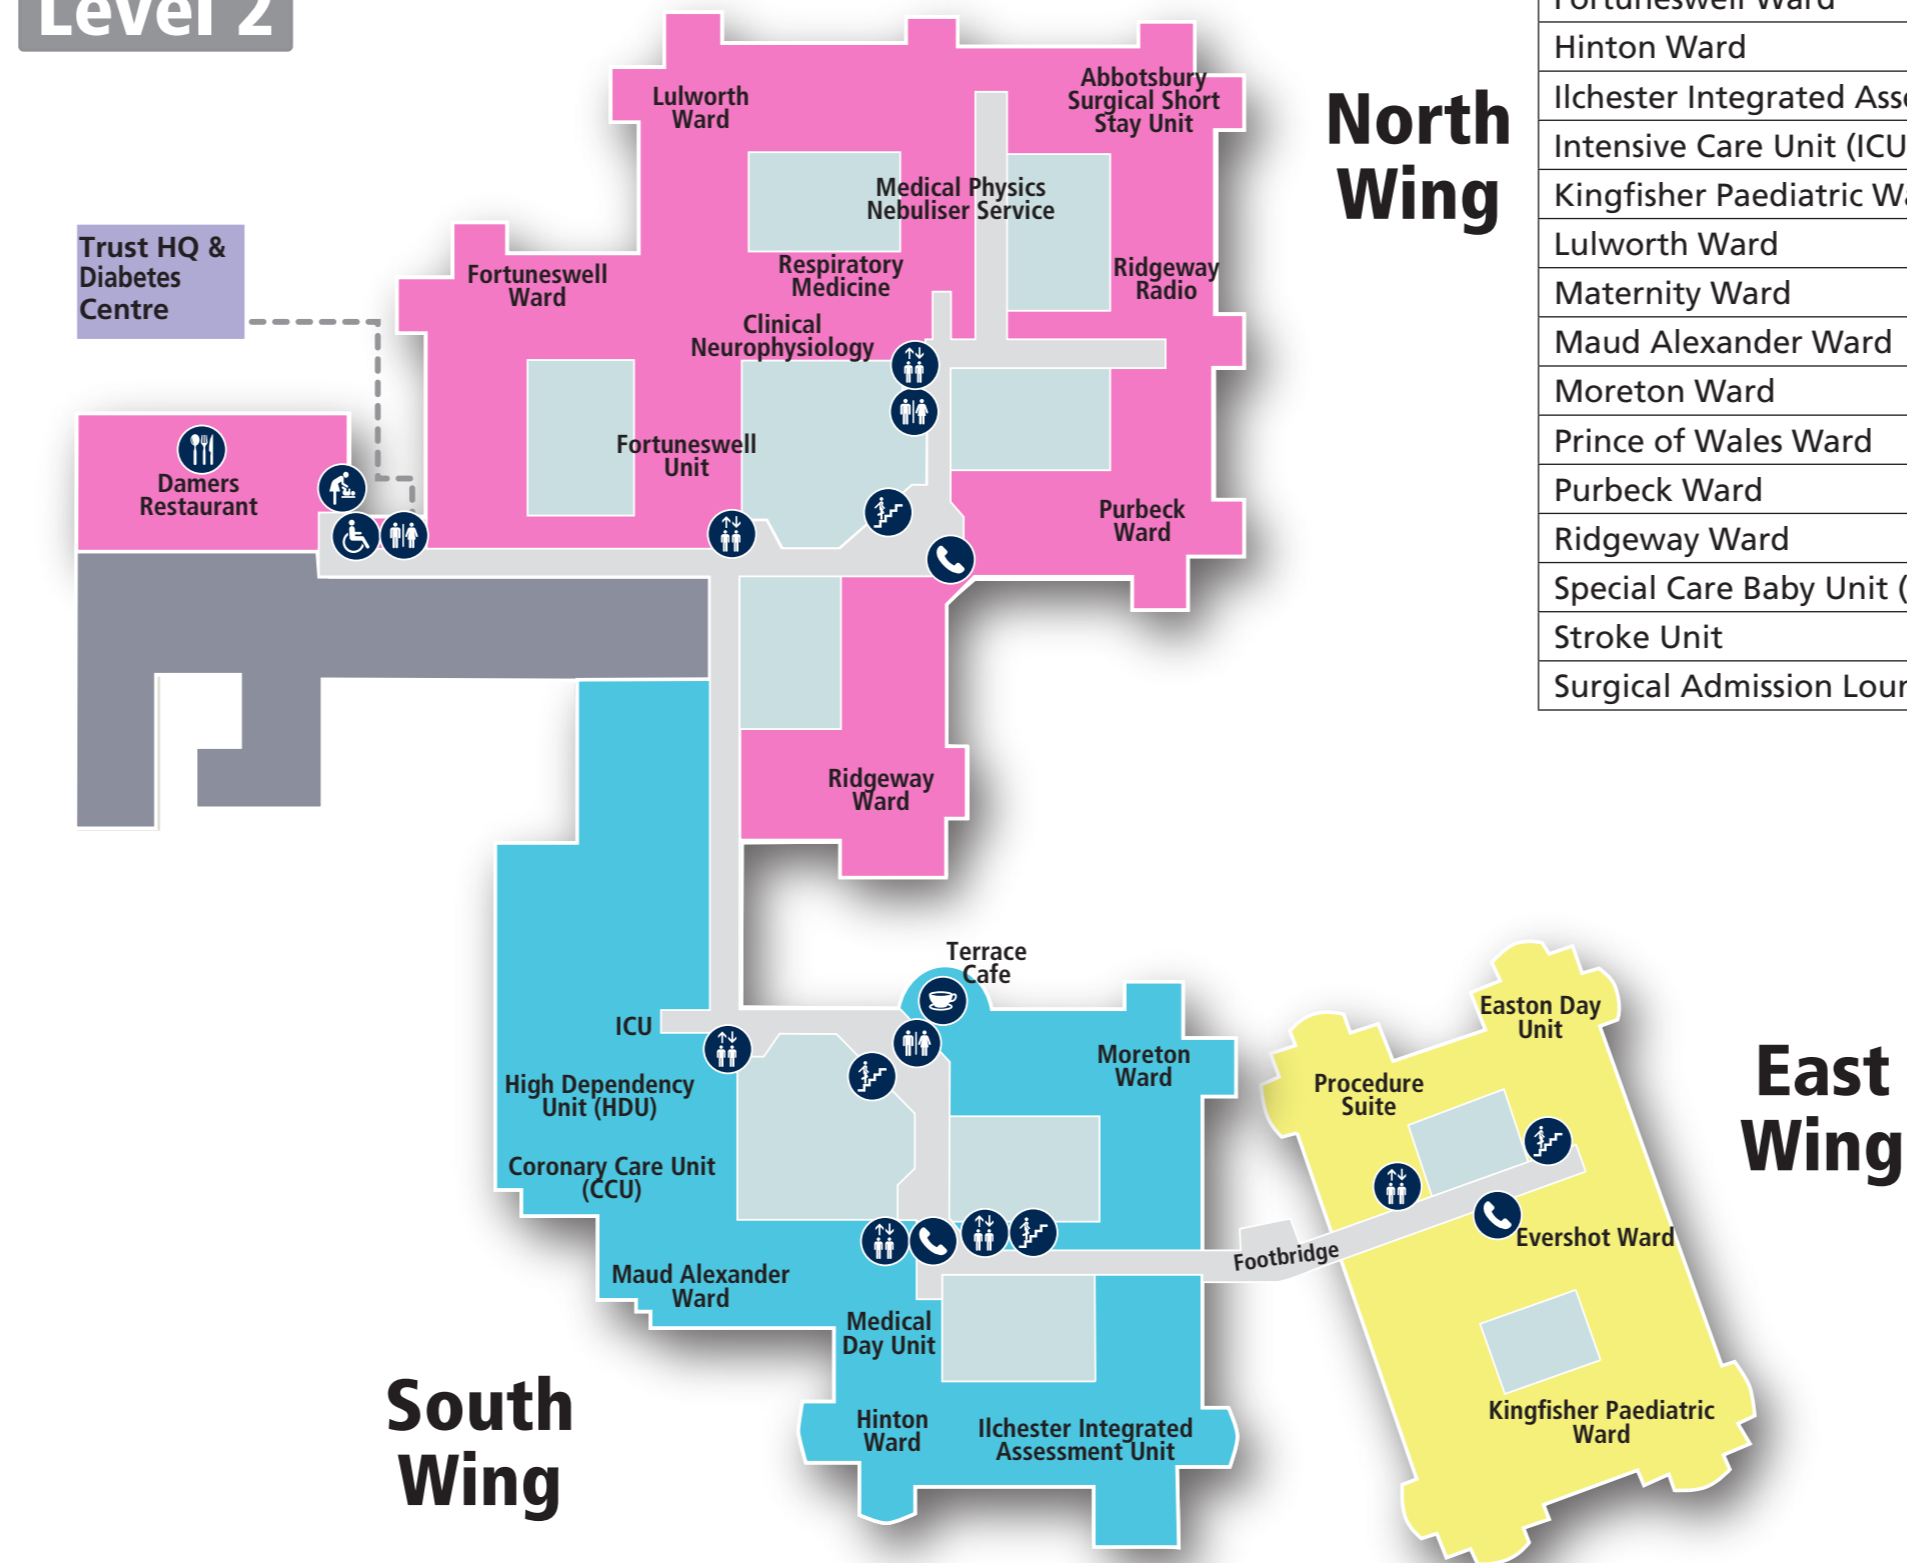 Level 2
Lulworth
Ward
Abbotsbury
Surgical Short
Stay Unit
Medical Physics
Nebuliser Service
Trust HQ &
Diabetes
Centre
Fortuneswell
Ward
Respiratory
Medicine
Ridgeway
Radio
Clinical
Neurophysiology
Fortuneswell
Unit
Damers
Restaurant
Purbeck
Ward
Ridgeway
Ward
North
Wing
Fortuneswell Ward
Hinton Ward
Ilchester Integrated Asse
Intensive Care Unit (ICU
Kingfisher Paediatric Wa
Lulworth Ward
Maternity Ward
Maud Alexander Ward
Moreton Ward
Prince of Wales Ward
Purbeck Ward
Ridgeway Ward
Special Care Baby Unit (
Stroke Unit
Surgical Admission Lour
Terrace
Cafe
ICU
Moreton
Ward
High Dependency
Unit (HDU)
Coronary Care Unit
(CCU)
Maud Alexander
Ward
Medical
Day Unit
Hinton
Ward
Ilchester Integrated
Assessment Unit
South
Wing
Footbridge
Easton Day
Unit
Procedure
Suite
Evershot Ward
Kingfisher Paediatric
Ward
East
Wing